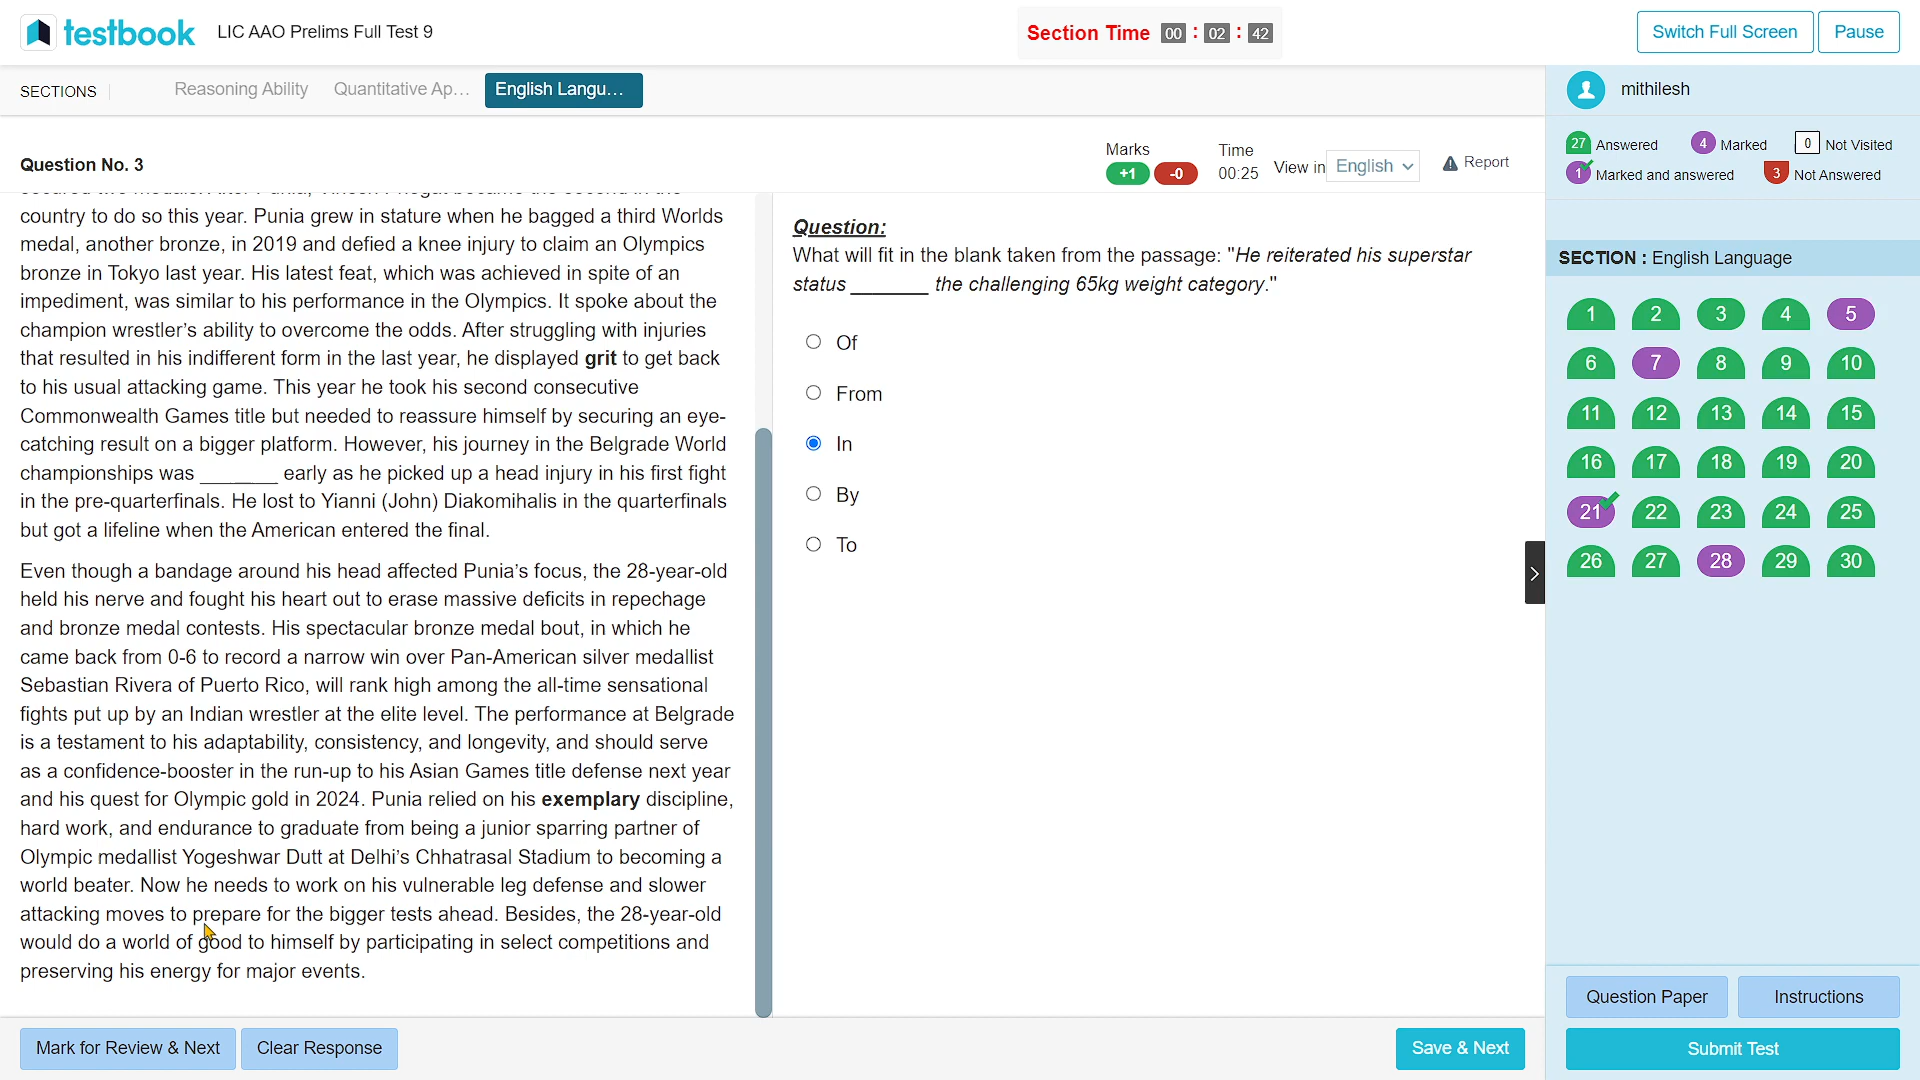 testbook
LIC AAO Prelims Full Test 9
Section Time 00 : 02 : 42
Switch Full Screen
Pause
SECTIONS
Reasoning Ability
Quantitative Ap...
English Langu...
mithilesh
27 Answered
4 Marked
0 Not Visited
1 Marked and answered
3 Not Answered
Question No. 3
Marks
+1 -0
Time
00:25
View in English
Report
country to do so this year. Punia grew in stature when he bagged a third Worlds
medal, another bronze, in 2019 and defied a knee injury to claim an Olympics
bronze in Tokyo last year. His latest feat, which was achieved in spite of an
impediment, was similar to his performance in the Olympics. It spoke about the
champion wrestler's ability to overcome the odds. After struggling with injuries
that resulted in his indifferent form in the last year, he displayed grit to get back
to his usual attacking game. This year he took his second consecutive
Commonwealth Games title but needed to reassure himself by securing an eye-
catching result on a bigger platform. However, his journey in the Belgrade World
championships was _______ early as he picked up a head injury in his first fight
in the pre-quarterfinals. He lost to Yianni (John) Diakomihalis in the quarterfinals
but got a lifeline when the American entered the final.
Even though a bandage around his head affected Punia's focus, the 28-year-old
held his nerve and fought his heart out to erase massive deficits in repechage
and bronze medal contests. His spectacular bronze medal bout, in which he
came back from 0-6 to record a narrow win over Pan-American silver medallist
Sebastian Rivera of Puerto Rico, will rank high among the all-time sensational
fights put up by an Indian wrestler at the elite level. The performance at Belgrade
is a testament to his adaptability, consistency, and longevity, and should serve
as a confidence-booster in the run-up to his Asian Games title defense next year
and his quest for Olympic gold in 2024. Punia relied on his exemplary discipline,
hard work, and endurance to graduate from being a junior sparring partner of
Olympic medallist Yogeshwar Dutt at Delhi's Chhatrasal Stadium to becoming a
world beater. Now he needs to work on his vulnerable leg defense and slower
attacking moves to prepare for the bigger tests ahead. Besides, the 28-year-old
would do a world of good to himself by participating in select competitions and
preserving his energy for major events.
Question:
What will fit in the blank taken from the passage: "He reiterated his superstar
status _______ the challenging 65kg weight category."
Of
From
In
By
To
SECTION : English Language
1 2 3 4 5
6 7 8 9 10
11 12 13 14 15
16 17 18 19 20
21 22 23 24 25
26 27 28 29 30
Question Paper
Instructions
Mark for Review & Next
Clear Response
Save & Next
Submit Test